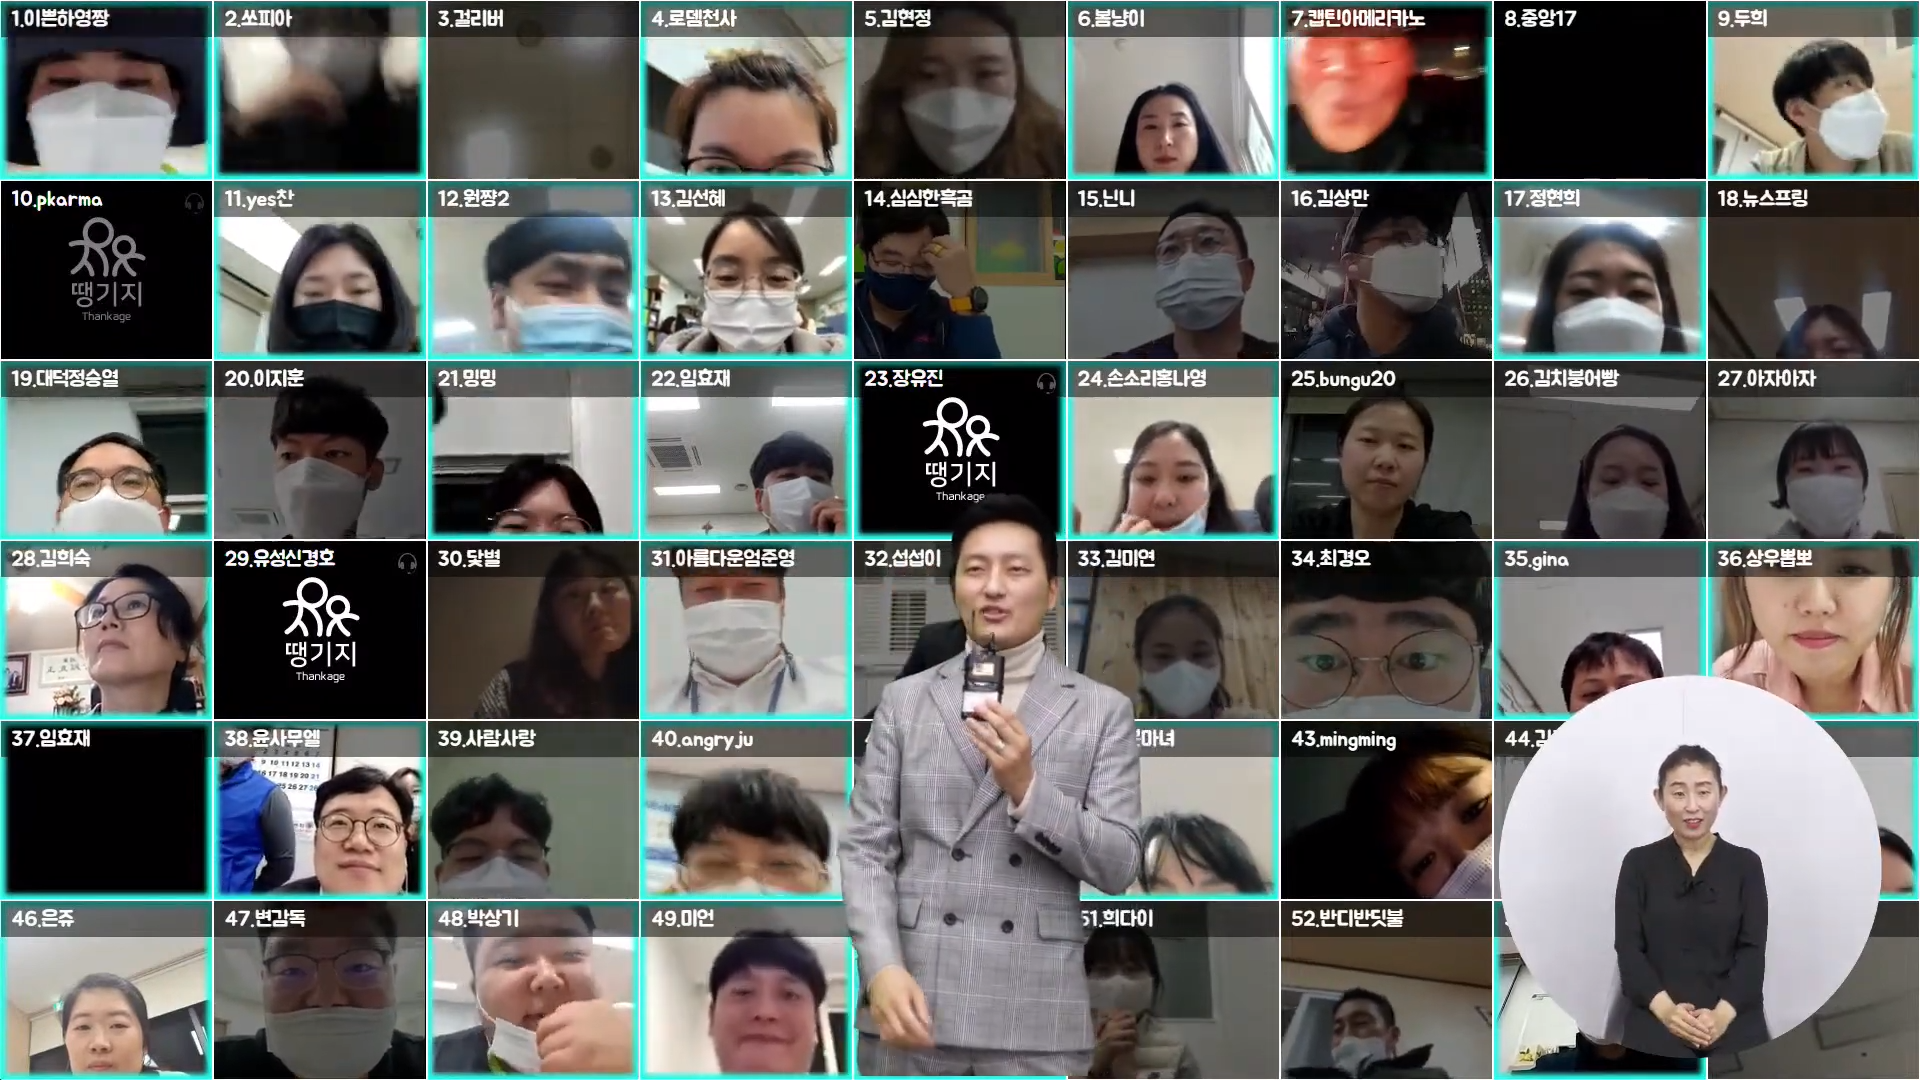 1.이쁜하영짱
2.쏘피아
3.걸리버
4.로뎀천사
5.김현정
6.봄냥이
7.캡틴아메리카노
8.중앙17
9.두희
10.pkarma
땡기지
Thankage
11.yes찬
12.원쨩2
13.김선혜
14.심심한흑곰
15.닌니
16.김상만
17.정현희
18.뉴스프링
19.대덕정승열
20.이지훈
21.밍밍
22.임효재
23.장유진
땡기지
Thankage
24.손소리홍나영
25.bungu20
26.김치붕어빵
27.아자아자
28.김희숙
29.유성신경호
땡기지
Thankage
30.닻별
31.아름다운엄준영
32.섭섭이
33.김미연
34.최경오
35.gina
36.상우뽑뽀
37.임효재
38.윤사무엘
39.사람사랑
40.angry ju
마녀
43.mingming
44.김
46.은쥬
47.변감독
48.박상기
49.미언
51.희다이
52.반디반딧불